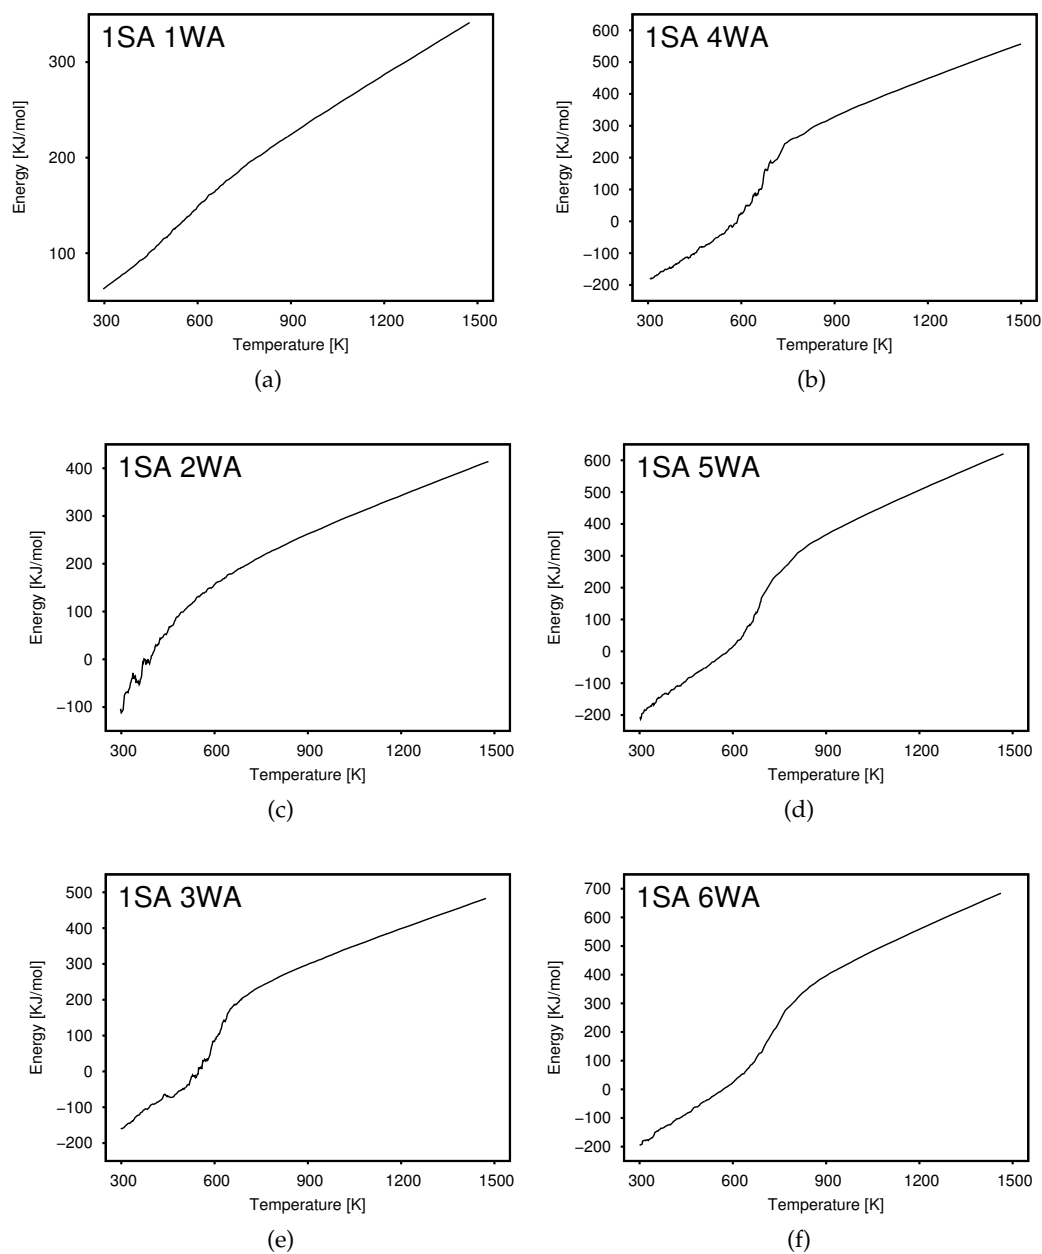 1SA 1WA
Energy [KJ/mol]
300
200
100
300 600 900 1200 1500
Temperature [K]
(a)
1SA 4WA
Energy [KJ/mol]
600
500
400
300
200
100
0
−100
−200
300 600 900 1200 1500
Temperature [K]
(b)
1SA 2WA
Energy [KJ/mol]
400
300
200
100
0
−100
300 600 900 1200 1500
Temperature [K]
(c)
1SA 5WA
Energy [KJ/mol]
600
500
400
300
200
100
0
−100
−200
300 600 900 1200 1500
Temperature [K]
(d)
1SA 3WA
Energy [KJ/mol]
500
400
300
200
100
0
−100
−200
300 600 900 1200 1500
Temperature [K]
(e)
1SA 6WA
Energy [KJ/mol]
700
600
500
400
300
200
100
0
−100
−200
300 600 900 1200 1500
Temperature [K]
(f)